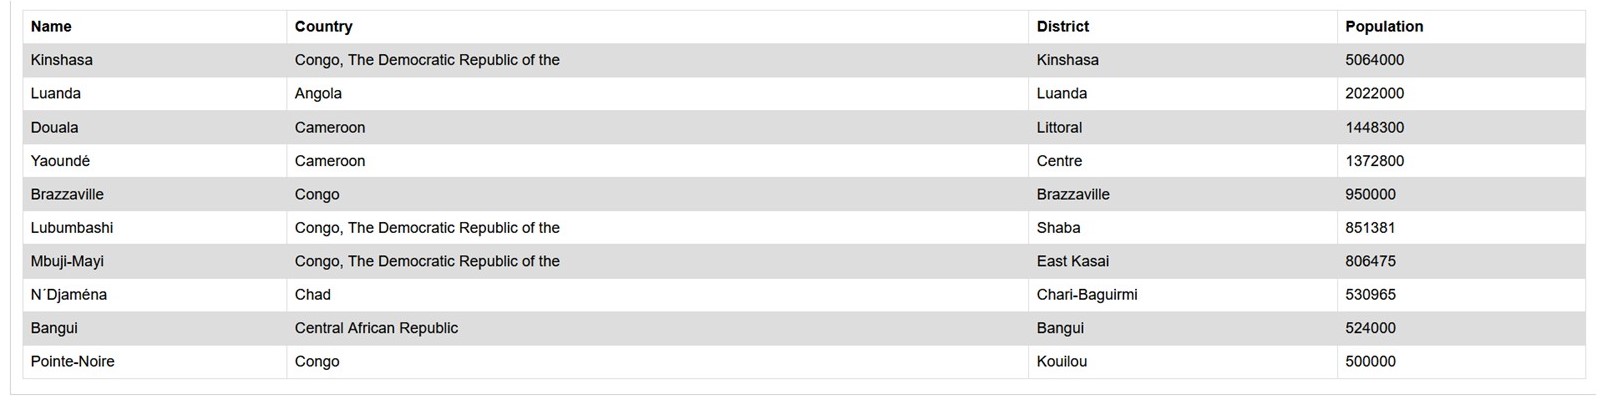 Name Country District Population
Kinshasa Congo, The Democratic Republic of the Kinshasa 5064000
Luanda Angola Luanda 2022000
Douala Cameroon Littoral 1448300
Yaoundé Cameroon Centre 1372800
Brazzaville Congo Brazzaville 950000
Lubumbashi Congo, The Democratic Republic of the Shaba 851381
Mbuji-Mayi Congo, The Democratic Republic of the East Kasai 806475
N´Djaména Chad Chari-Baguirmi 530965
Bangui Central African Republic Bangui 524000
Pointe-Noire Congo Kouilou 500000